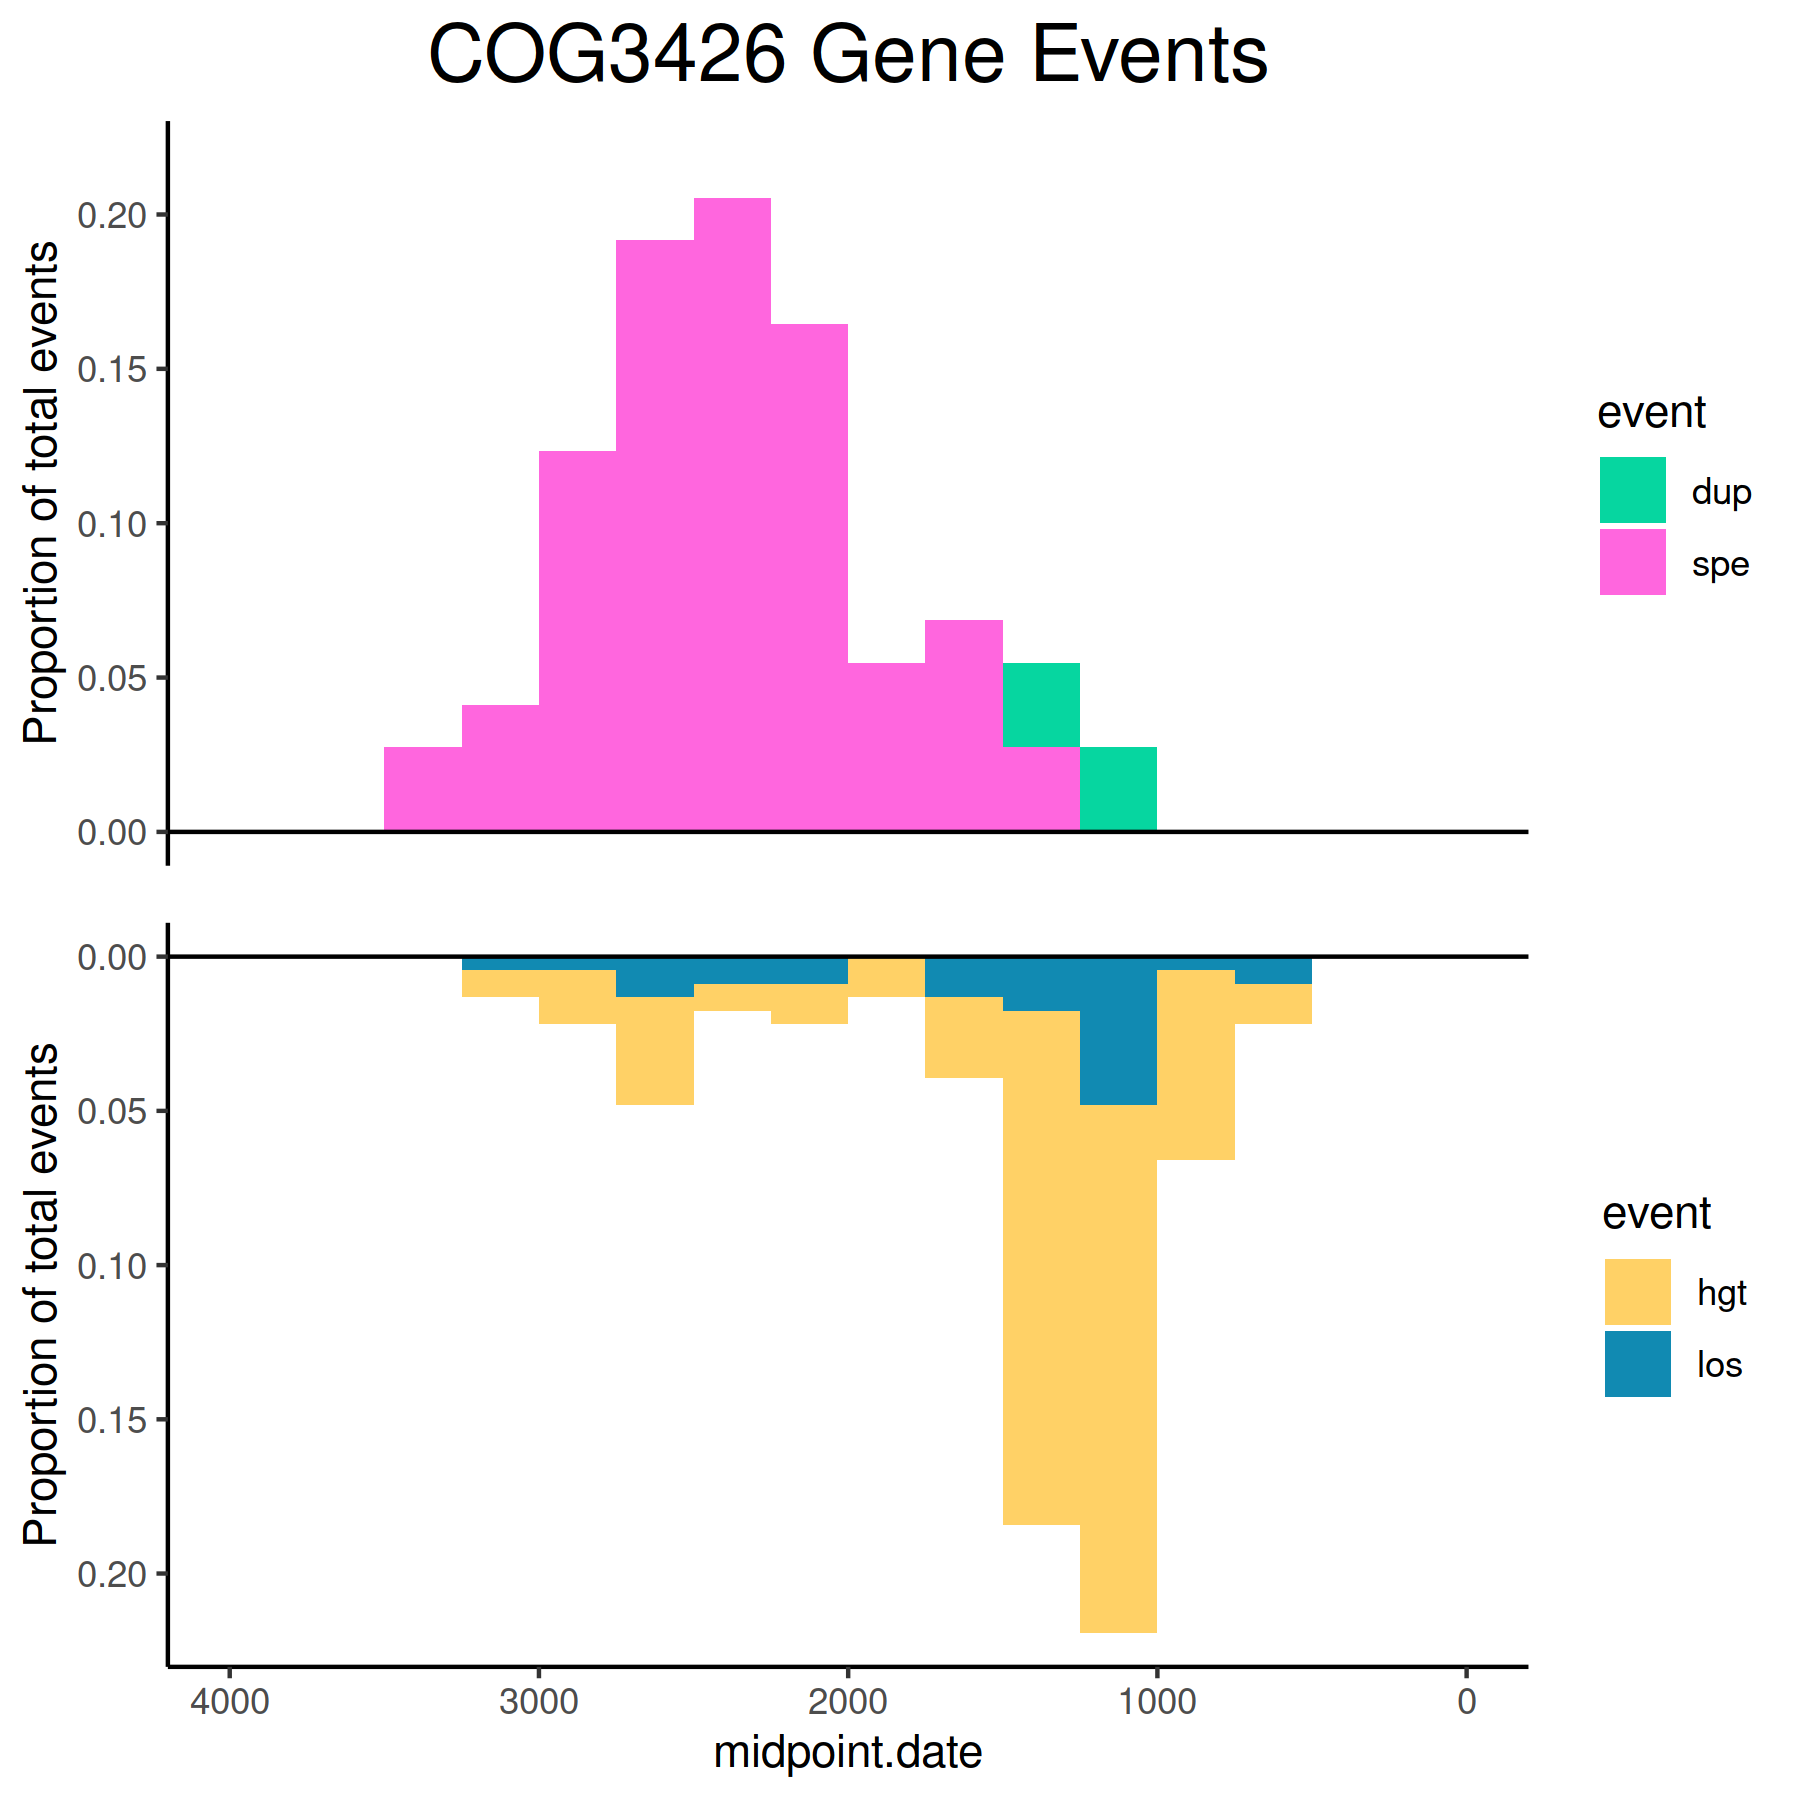 COG3426 Gene Events
Proportion of total events
0.20
0.15
0.10
0.05
0.00
event
dup
spe
Proportion of total events
0.00
0.05
0.10
0.15
0.20
event
hgt
los
4000 3000 2000 1000 0
midpoint.date